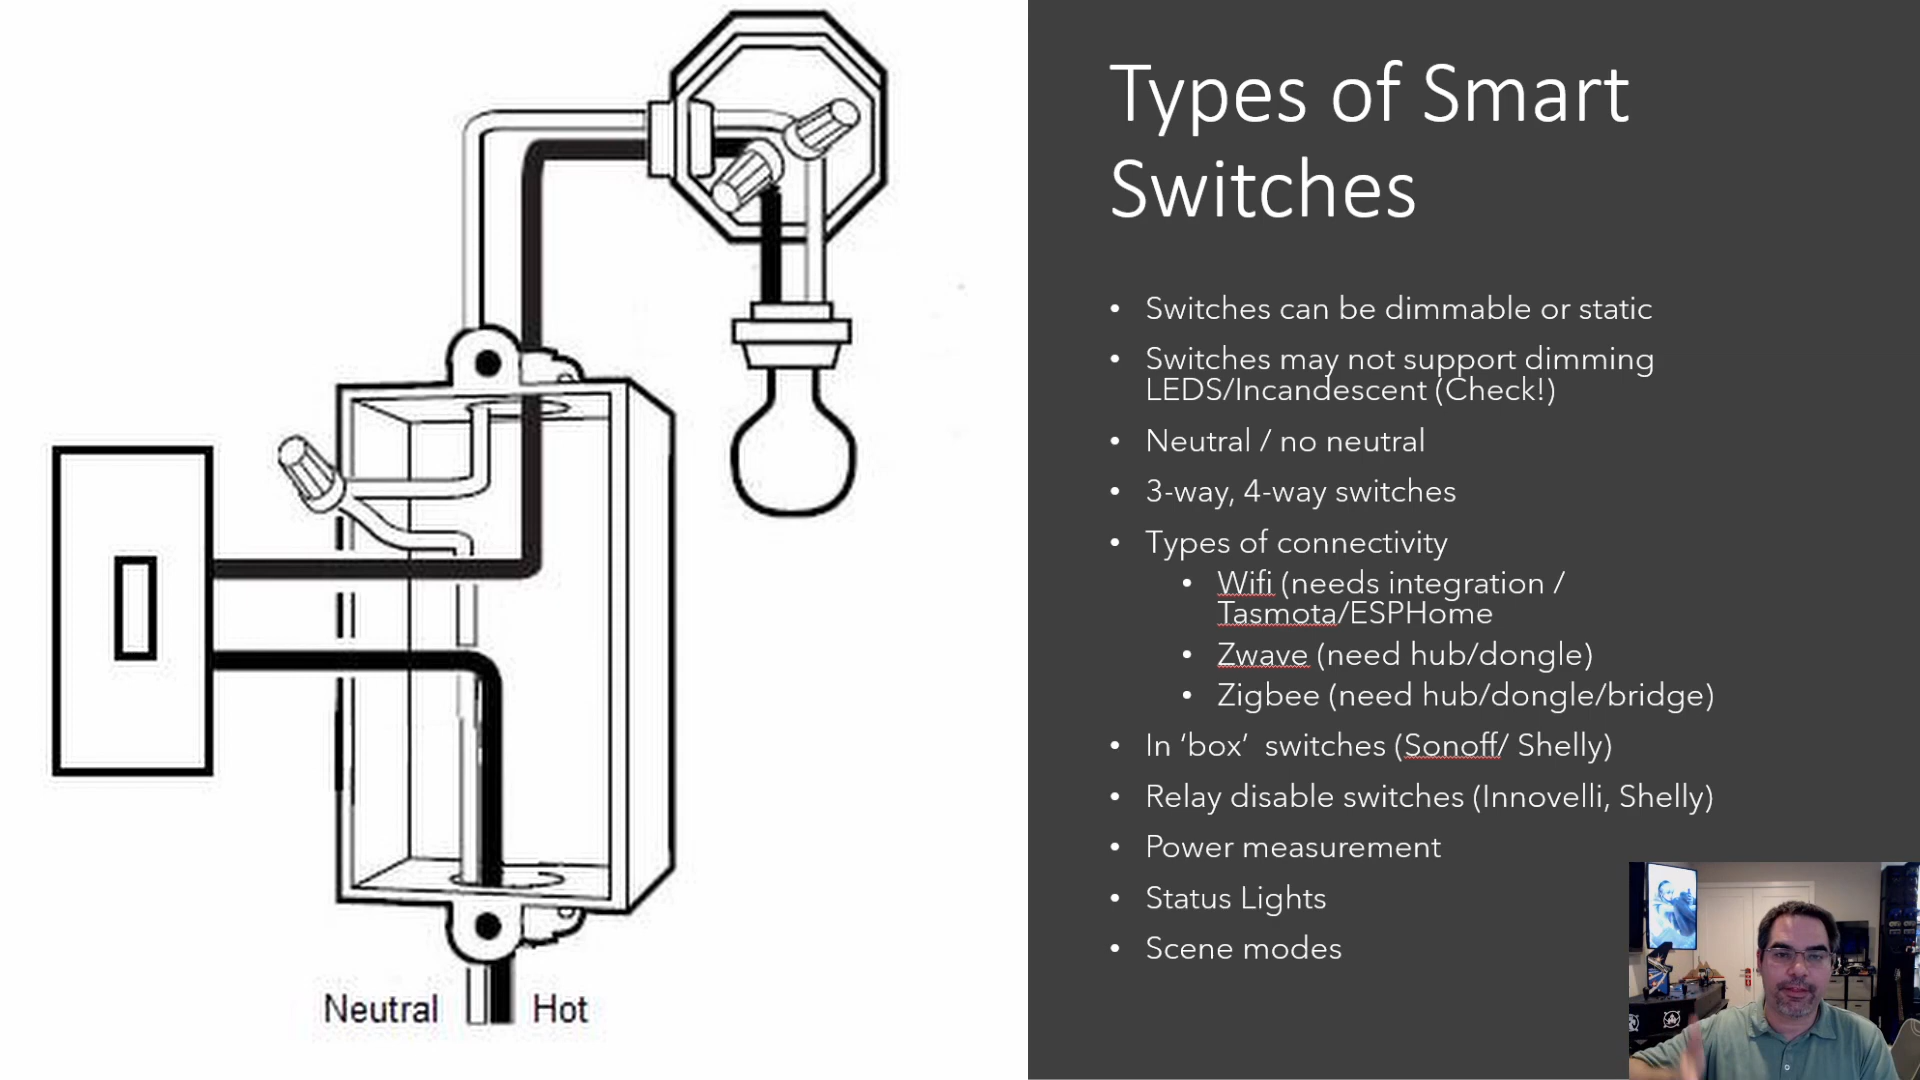 Types of Smart
Switches
• Switches can be dimmable or static
• Switches may not support dimming
LEDS/Incandescent (Check!)
• Neutral / no neutral
• 3-way, 4-way switches
• Types of connectivity
• Wifi (needs integration /
Tasmota/ESPHome
• Zwave (need hub/dongle)
• Zigbee (need hub/dongle/bridge)
• In ‘box’  switches (Sonoff/ Shelly)
• Relay disable switches (Innovelli, Shelly)
• Power measurement
• Status Lights
• Scene modes
Neutral
Hot